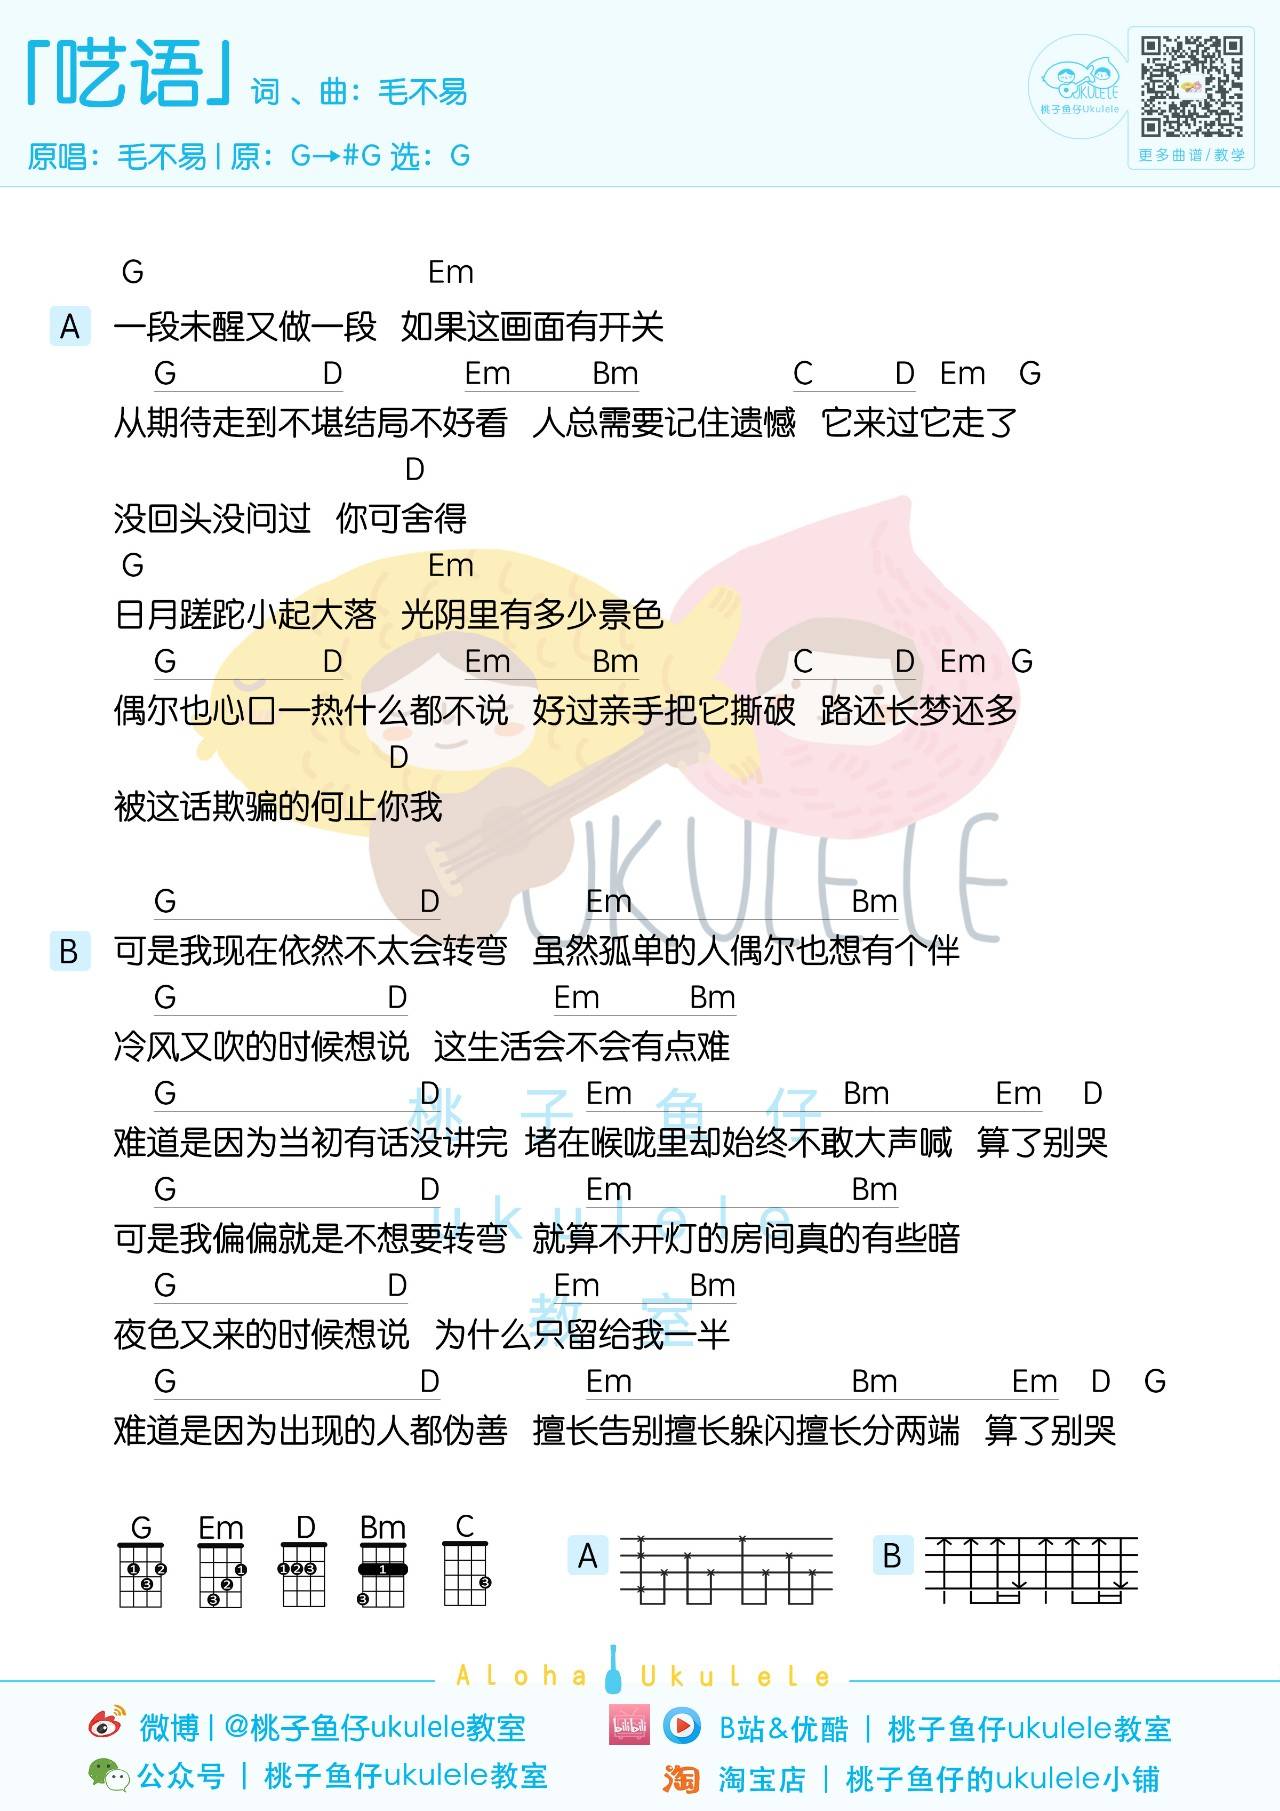 「呓语」 词、曲：毛不易
原唱：毛不易 | 原：G→#G 选：G
UKULELE
桃子鱼仔Ukulele
更多曲谱/教学
G Em
A 一段未醒又做一段 如果这画面有开关
G D Em Bm C D Em G
从期待走到不堪结局不好看 人总需要记住遗憾 它来过它走了
D
没回头没问过 你可舍得
G Em
日月蹉跎小起大落 光阴里有多少景色
G D Em Bm C D Em G
偶尔也心口一热什么都不说 好过亲手把它撕破 路还长梦还多
D
被这话欺骗的何止你我
UKULELE
G D Em Bm
B 可是我现在依然不太会转弯 虽然孤单的人偶尔也想有个伴
G D Em Bm
冷风又吹的时候想说 这生活会不会有点难
G D Em Bm Em D
桃子鱼仔
难道是因为当初有话没讲完 堵在喉咙里却始终不敢大声喊 算了别哭
G D Em Bm
ukulele
可是我偏偏就是不想要转弯 就算不开灯的房间真的有些暗
G D Em Bm
教室
夜色又来的时候想说 为什么只留给我一半
G D Em Bm Em D G
难道是因为出现的人都伪善 擅长告别擅长躲闪擅长分两端 算了别哭
G Em D Bm C A B
1 2 3 1 2 3 1 2 3 1 3 3
Aloha Ukulele
微博 | @桃子鱼仔ukulele教室
bilibili B站&优酷 | 桃子鱼仔ukulele教室
公众号 | 桃子鱼仔ukulele教室
淘 淘宝店 | 桃子鱼仔的ukulele小铺